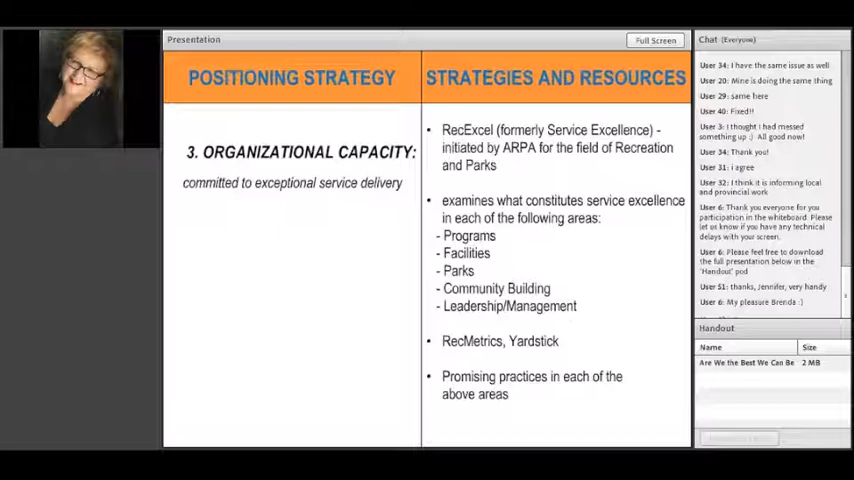 Presentation
Full Screen
POSITIONING STRATEGY
STRATEGIES AND RESOURCES
3. ORGANIZATIONAL CAPACITY:
committed to exceptional service delivery
• RecExcel (formerly Service Excellence) -
initiated by ARPA for the field of Recreation
and Parks
• examines what constitutes service excellence
in each of the following areas:
- Programs
- Facilities
- Parks
- Community Building
- Leadership/Management
• RecMetrics, Yardstick
• Promising practices in each of the
above areas
Chat (Everyone)
User 34: I have the same issue as well
User 20: Mine is doing the same thing
User 29: same here
User 40: Fixed!!
User 3: I thought I had messed
something up :) All good now!
User 34: Thank you!
User 31: i agree
User 32: I think it is informing local
and provincial work
User 6: Thank you everyone for you
participation in the whiteboard. Please
let us know if you have any technical
delays with your screen.
User 6: Please feel free to download
the full presentation below in the
'Handout' pod
User 51: thanks, Jennifer, very handy
User 6: My pleasure Brenda :)
Handout
Name Size
Are We the Best We Can Be 2 MB